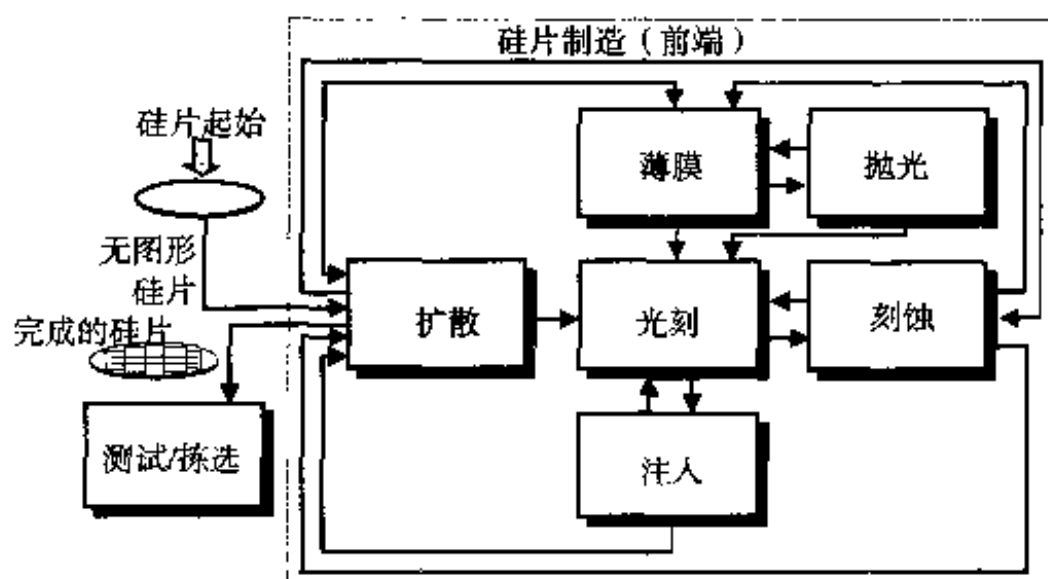 硅片制造（前端）
硅片起始
薄膜
抛光
无图形
硅片
完成的硅片
扩散
光刻
刻蚀
测试/拣选
注人